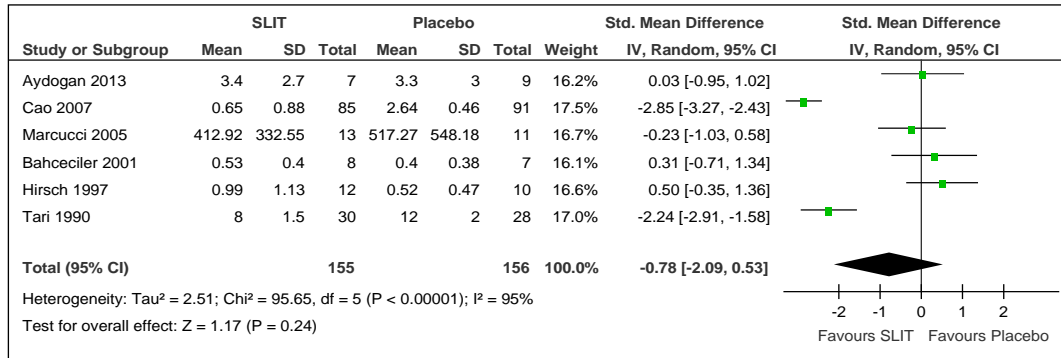 SLIT Placebo Std. Mean Difference Std. Mean Difference
Study or Subgroup Mean SD Total Mean SD Total Weight IV, Random, 95% CI IV, Random, 95% CI
Aydogan 2013 3.4 2.7 7 3.3 3 9 16.2% 0.03 [-0.95, 1.02]
Cao 2007 0.65 0.88 85 2.64 0.46 91 17.5% -2.85 [-3.27, -2.43]
Marcucci 2005 412.92 332.55 13 517.27 548.18 11 16.7% -0.23 [-1.03, 0.58]
Bahceciler 2001 0.53 0.4 8 0.4 0.38 7 16.1% 0.31 [-0.71, 1.34]
Hirsch 1997 0.99 1.13 12 0.52 0.47 10 16.6% 0.50 [-0.35, 1.36]
Tari 1990 8 1.5 30 12 2 28 17.0% -2.24 [-2.91, -1.58]
Total (95% CI) 155 156 100.0% -0.78 [-2.09, 0.53]
Heterogeneity: Tau² = 2.51; Chi² = 95.65, df = 5 (P < 0.00001); I² = 95%
Test for overall effect: Z = 1.17 (P = 0.24)
-2 -1 0 1 2
Favours SLIT Favours Placebo